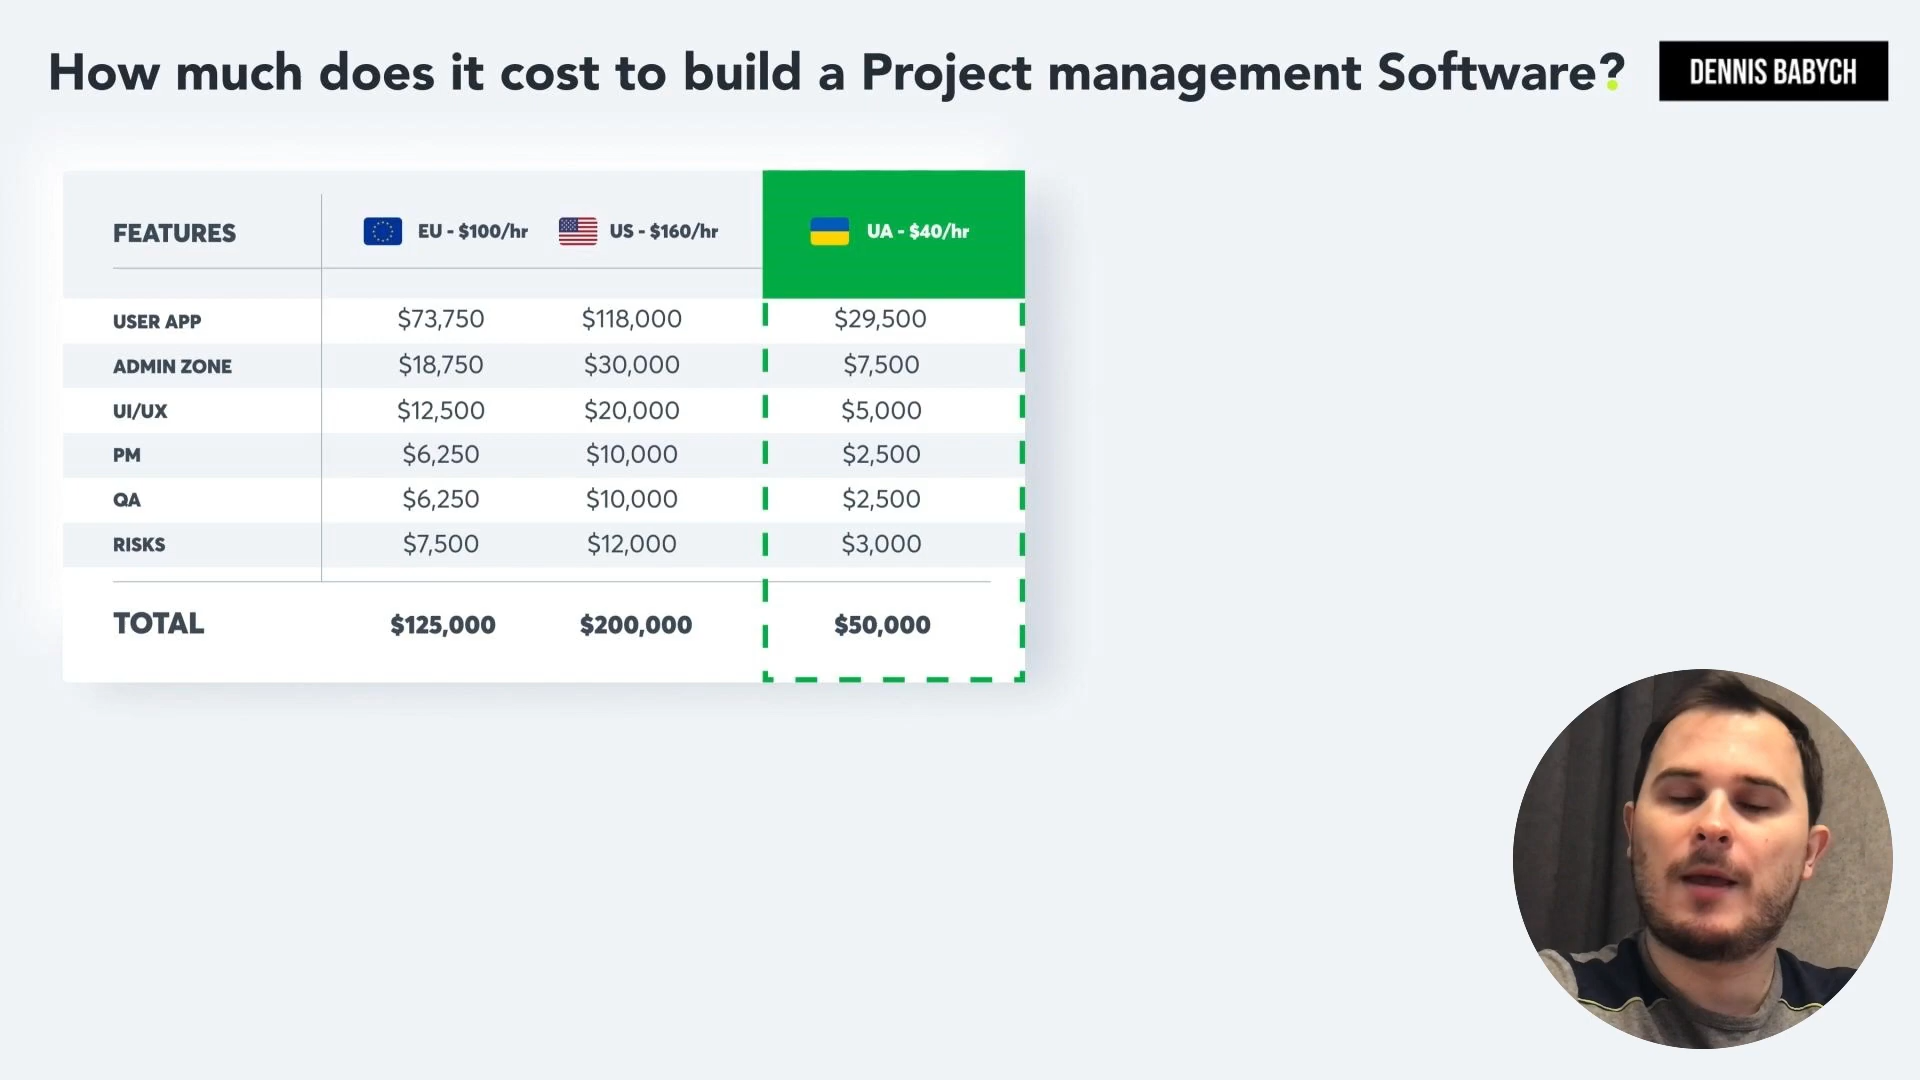 How much does it cost to build a Project management Software?
DENNIS BABYCH
FEATURES EU - $100/hr US - $160/hr UA - $40/hr
USER APP $73,750 $118,000 $29,500
ADMIN ZONE $18,750 $30,000 $7,500
UI/UX $12,500 $20,000 $5,000
PM $6,250 $10,000 $2,500
QA $6,250 $10,000 $2,500
RISKS $7,500 $12,000 $3,000
TOTAL $125,000 $200,000 $50,000